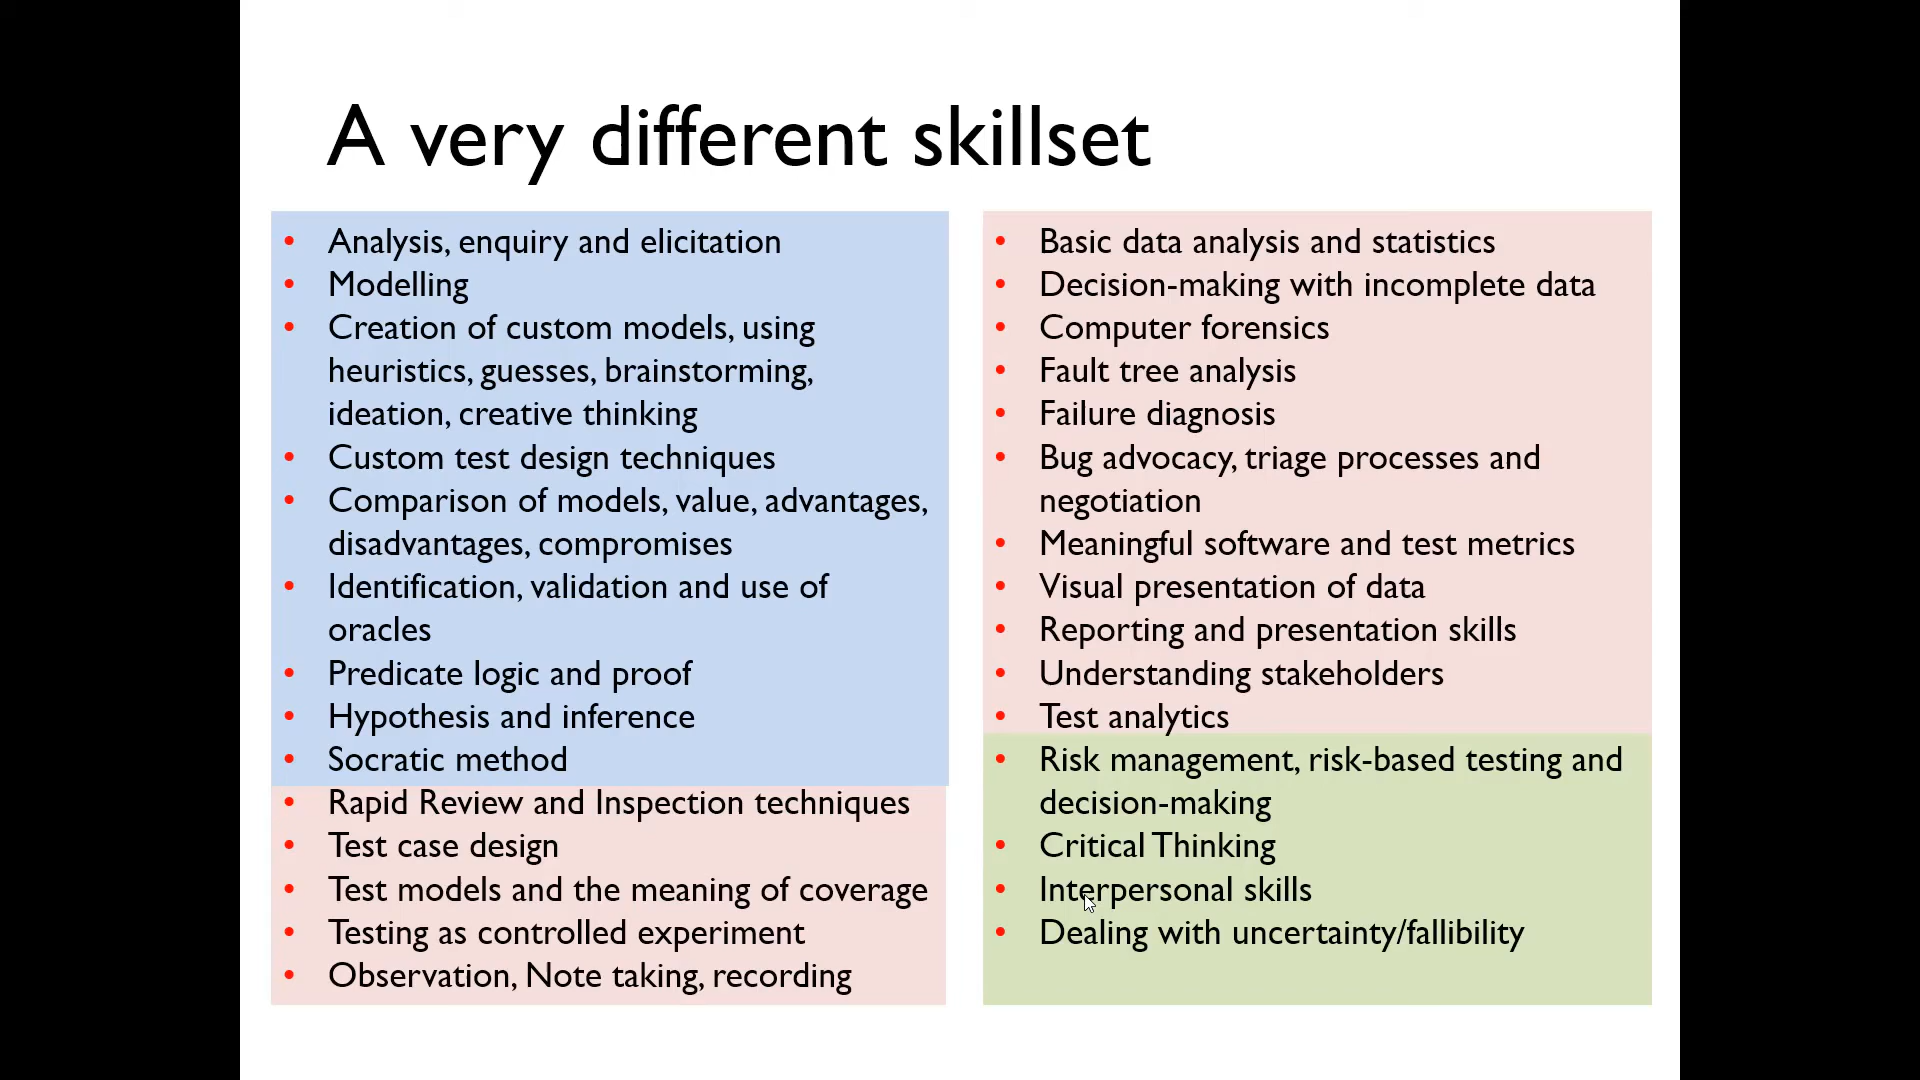 A very different skillset
• Analysis, enquiry and elicitation
• Modelling
• Creation of custom models, using
heuristics, guesses, brainstorming,
ideation, creative thinking
• Custom test design techniques
• Comparison of models, value, advantages,
disadvantages, compromises
• Identification, validation and use of
oracles
• Predicate logic and proof
• Hypothesis and inference
• Socratic method
• Rapid Review and Inspection techniques
• Test case design
• Test models and the meaning of coverage
• Testing as controlled experiment
• Observation, Note taking, recording
• Basic data analysis and statistics
• Decision-making with incomplete data
• Computer forensics
• Fault tree analysis
• Failure diagnosis
• Bug advocacy, triage processes and
negotiation
• Meaningful software and test metrics
• Visual presentation of data
• Reporting and presentation skills
• Understanding stakeholders
• Test analytics
• Risk management, risk-based testing and
decision-making
• Critical Thinking
• Interpersonal skills
• Dealing with uncertainty/fallibility